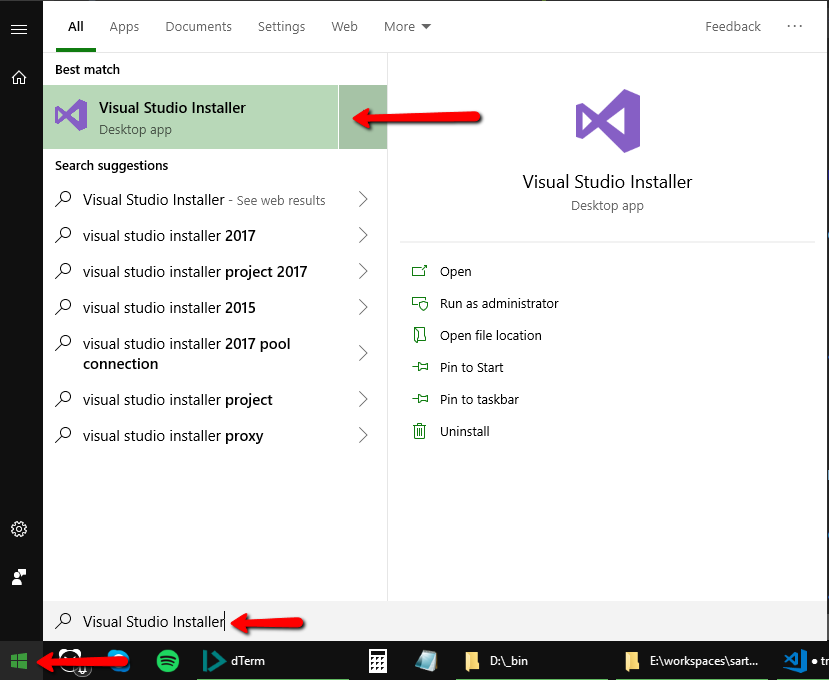 All Apps Documents Settings Web More Feedback ...
Best match
Visual Studio Installer
Desktop app
Search suggestions
Visual Studio Installer - See web results
visual studio installer 2017
visual studio installer project 2017
visual studio installer 2015
visual studio installer 2017 pool
connection
visual studio installer project
visual studio installer proxy
Visual Studio Installer
Desktop app
Open
Run as administrator
Open file location
Pin to Start
Pin to taskbar
Uninstall
Visual Studio Installer
dTerm D:\_bin E:\workspaces\sart... ● tr